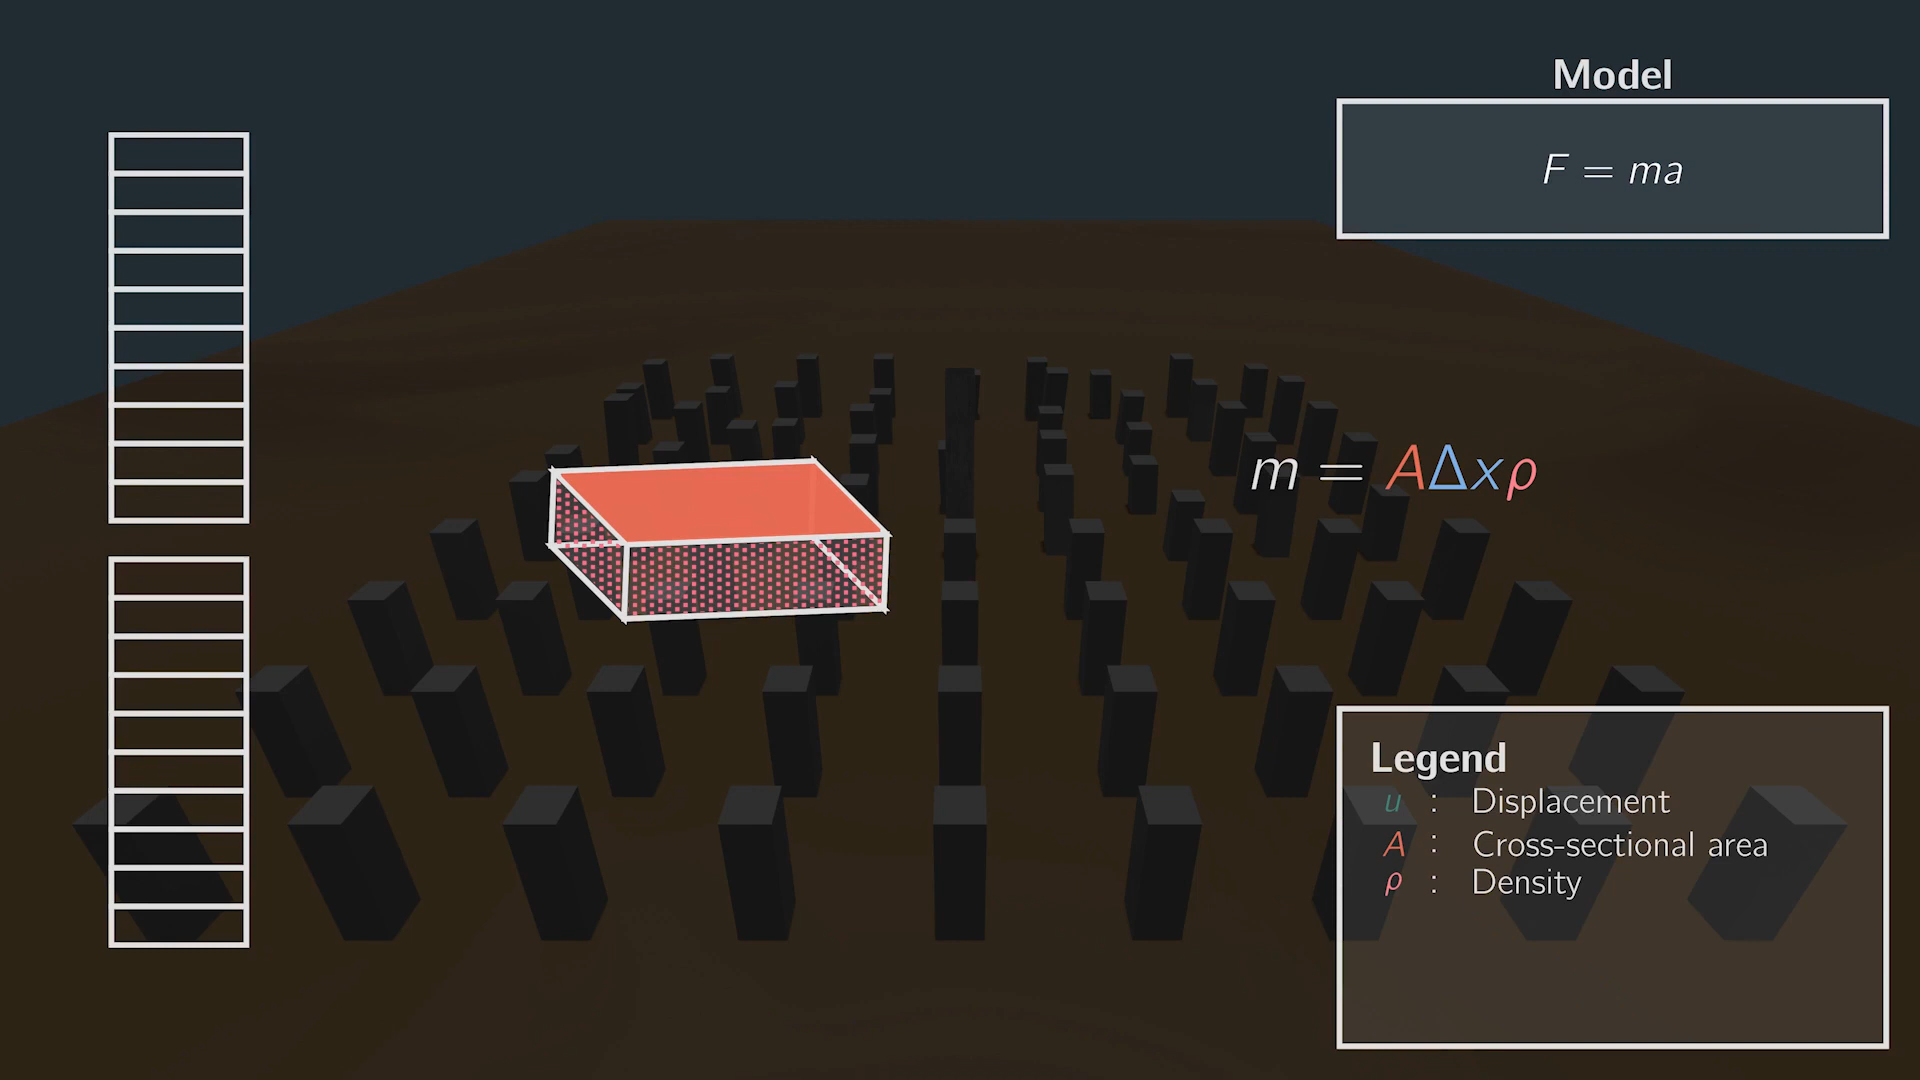 Model
F = ma
m = AΔxρ
Legend
u : Displacement
A : Cross-sectional area
ρ : Density